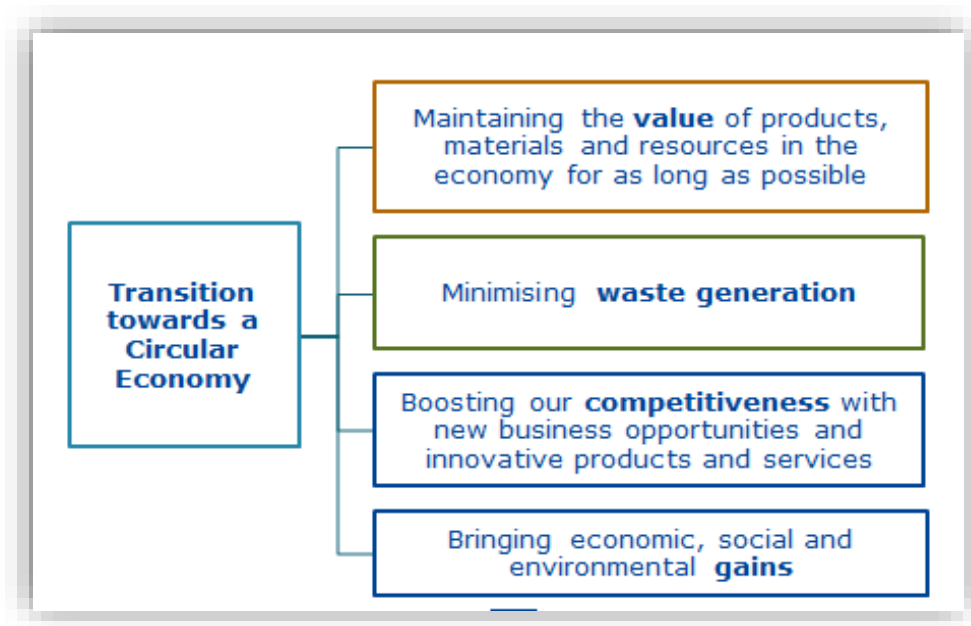 Transition
towards a
Circular
Economy
Maintaining the value of products,
materials and resources in the
economy for as long as possible
Minimising waste generation
Boosting our competitiveness with
new business opportunities and
innovative products and services
Bringing economic, social and
environmental gains